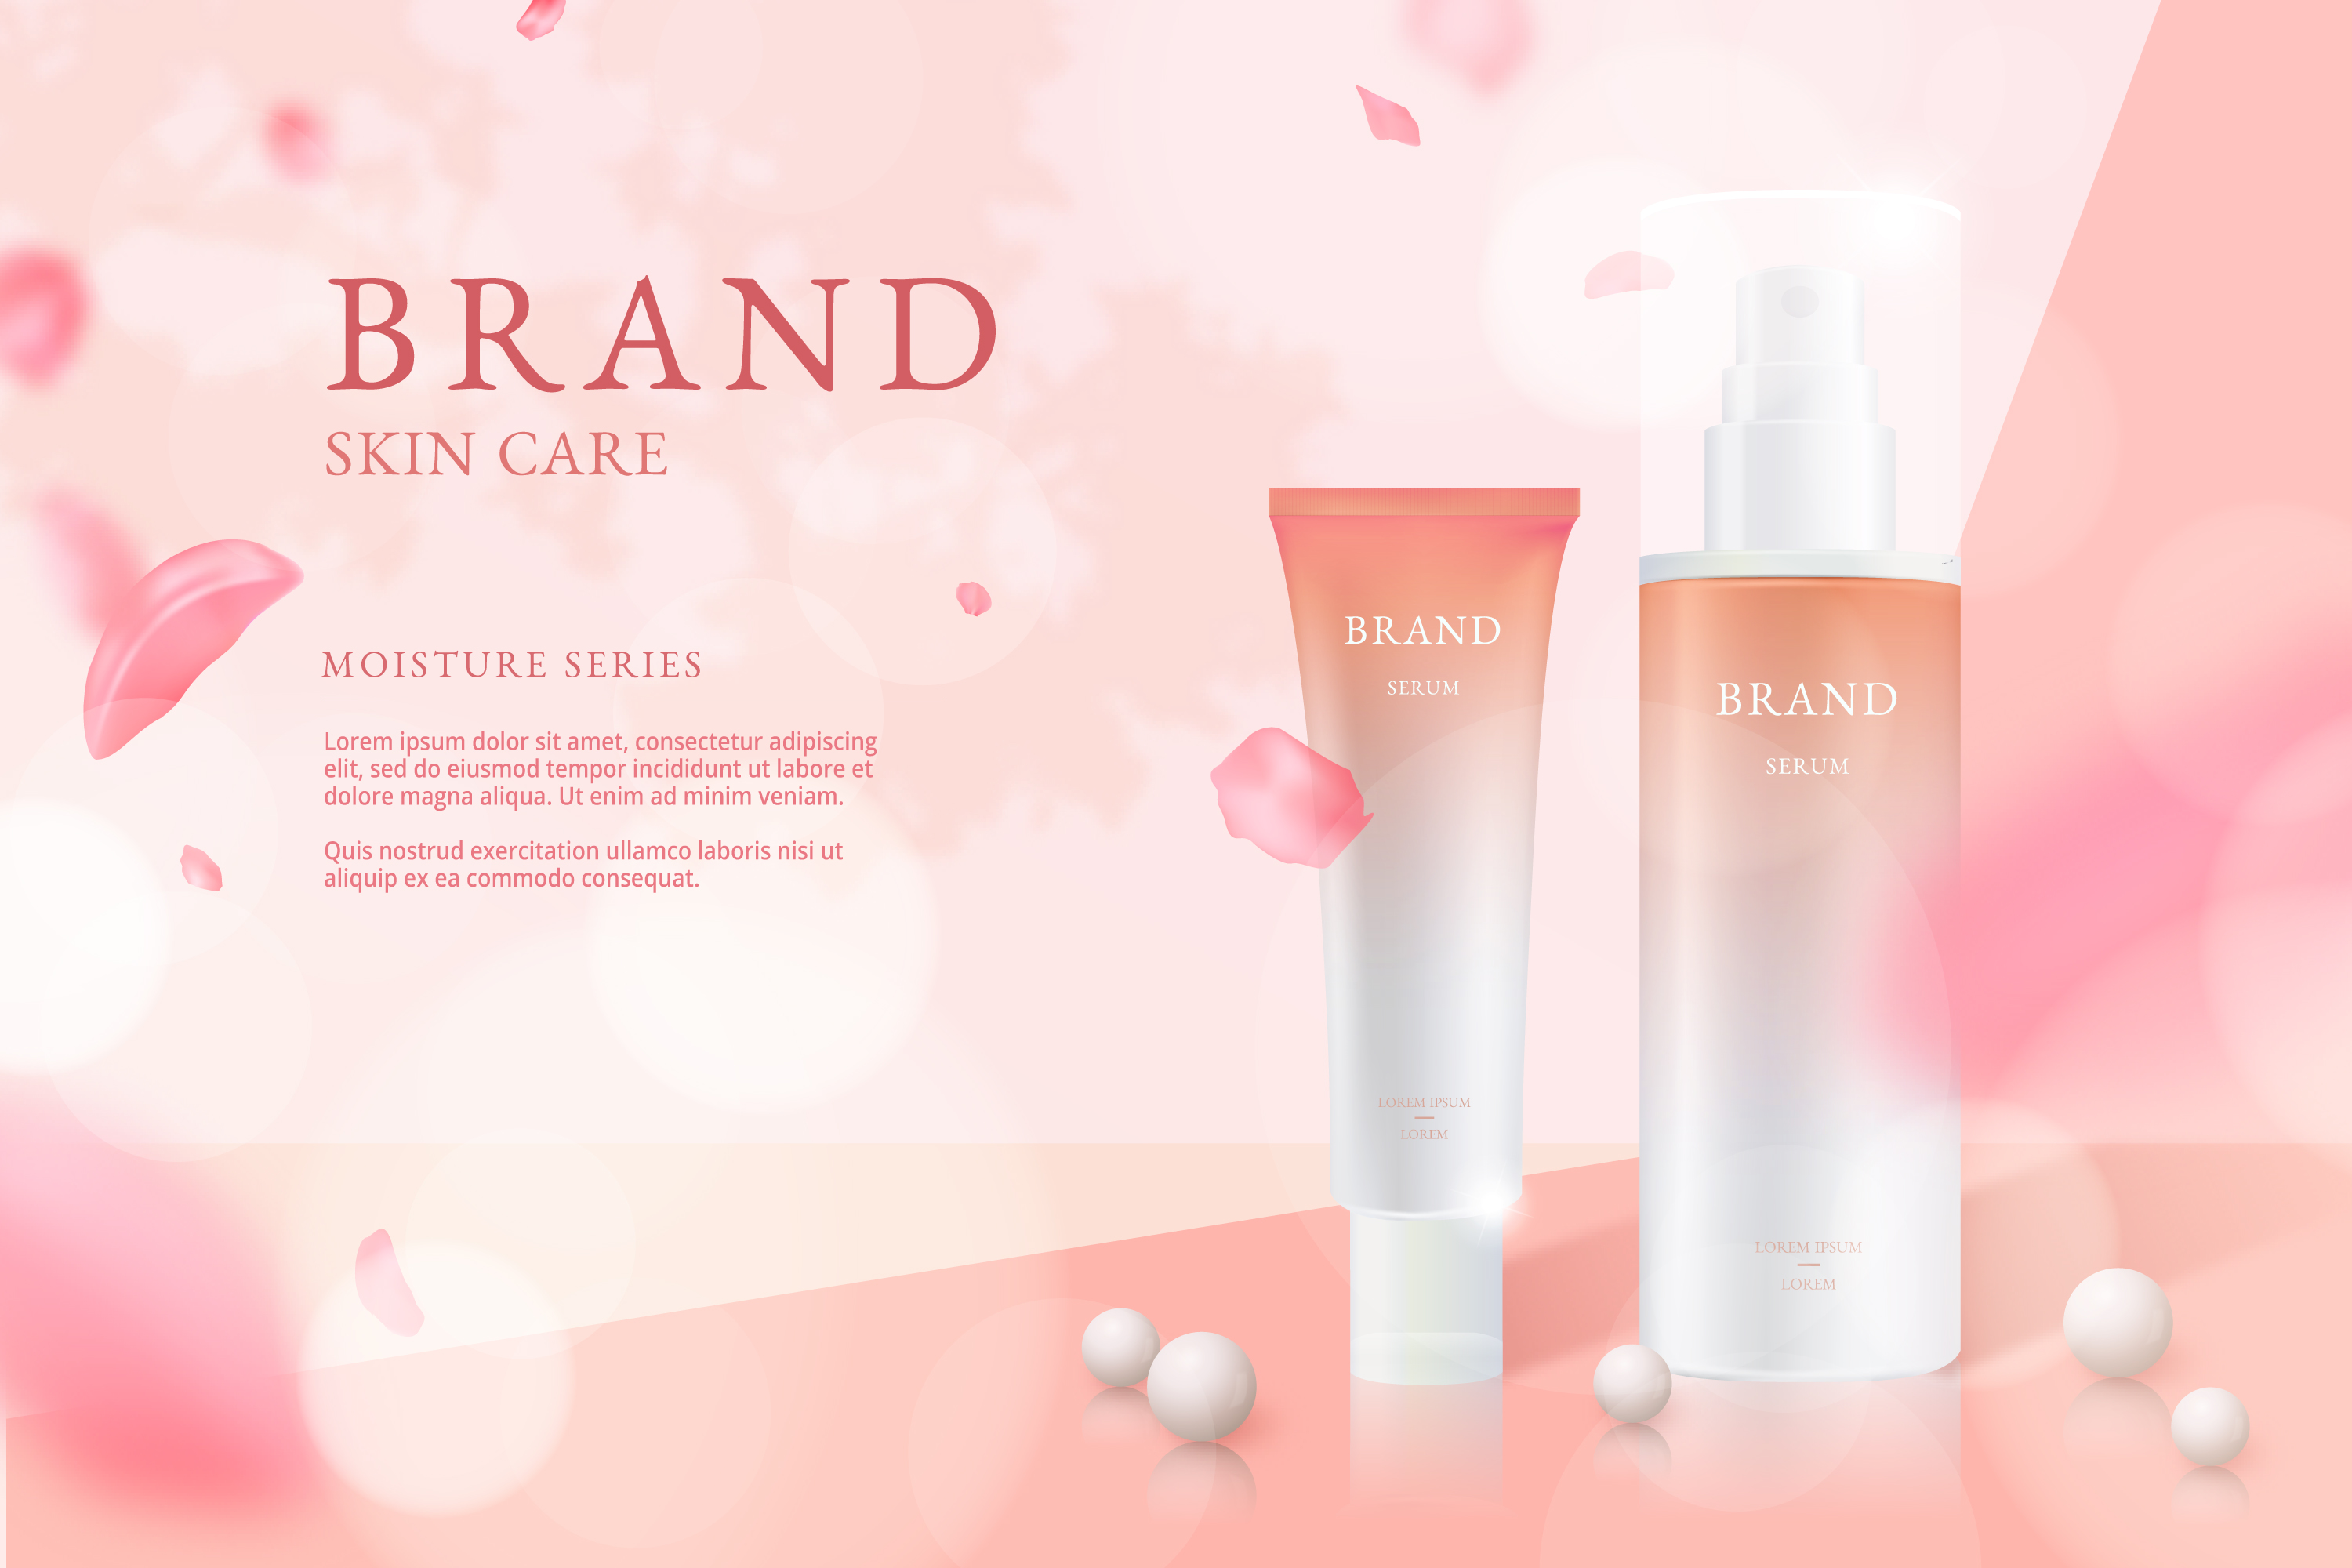 BRAND
SKIN CARE
MOISTURE SERIES
Lorem ipsum dolor sit amet, consectetur adipiscing
elit, sed do eiusmod tempor incididunt ut labore et
dolore magna aliqua. Ut enim ad minim veniam.
Quis nostrud exercitation ullamco laboris nisi ut
aliquip ex ea commodo consequat.
BRAND
SERUM
LOREM IPSUM
LOREM
BRAND
SERUM
LOREM IPSUM
LOREM